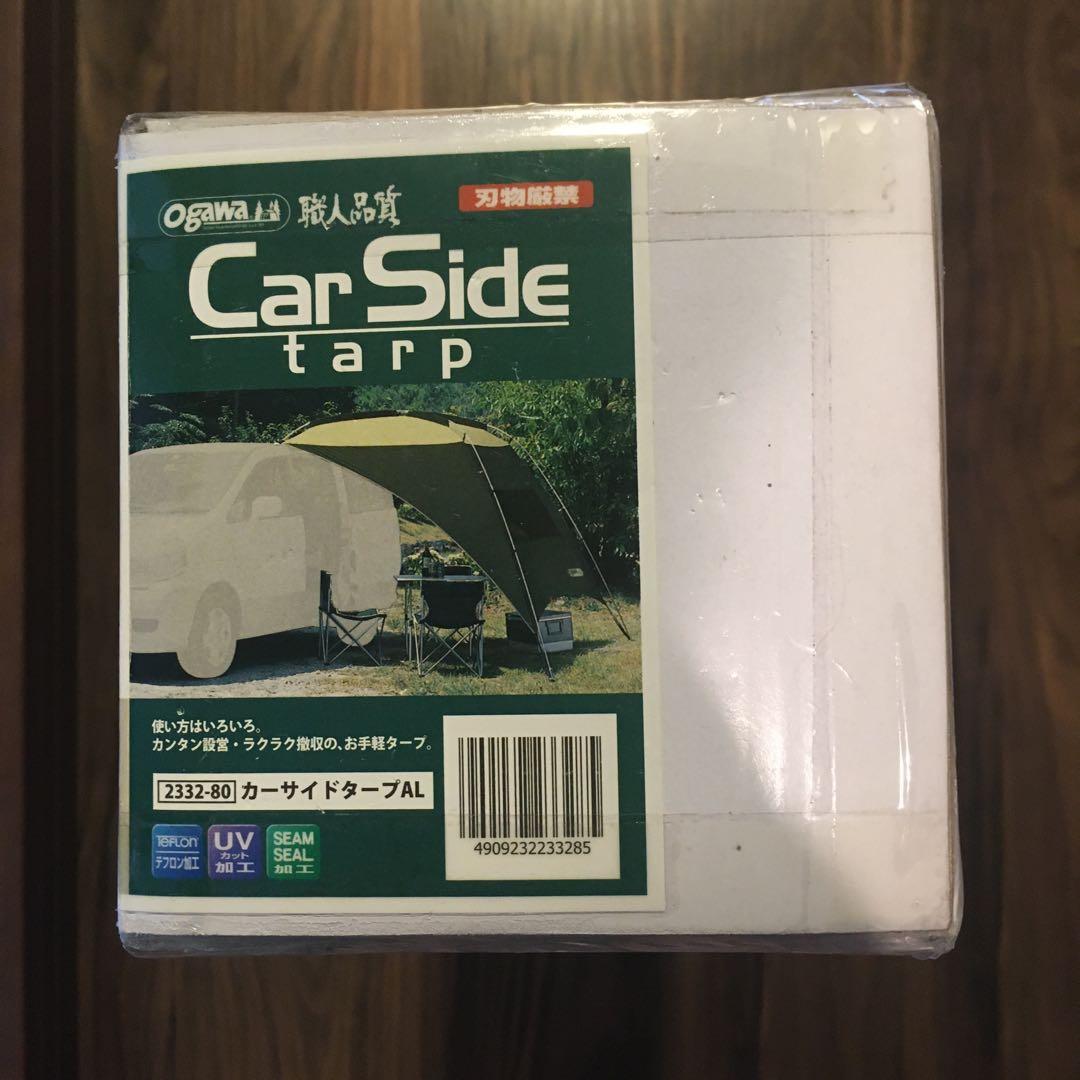 ogawa
職人品質
刃物厳禁
Car Side
tarp
使い方はいろいろ。
カンタン設営・ラクラク撤収の、お手軽タープ。
2332-80 カーサイドタープAL
TEFLON
テフロン加工
UV
カット
加工
SEAM
SEAL
加工
4909232233285